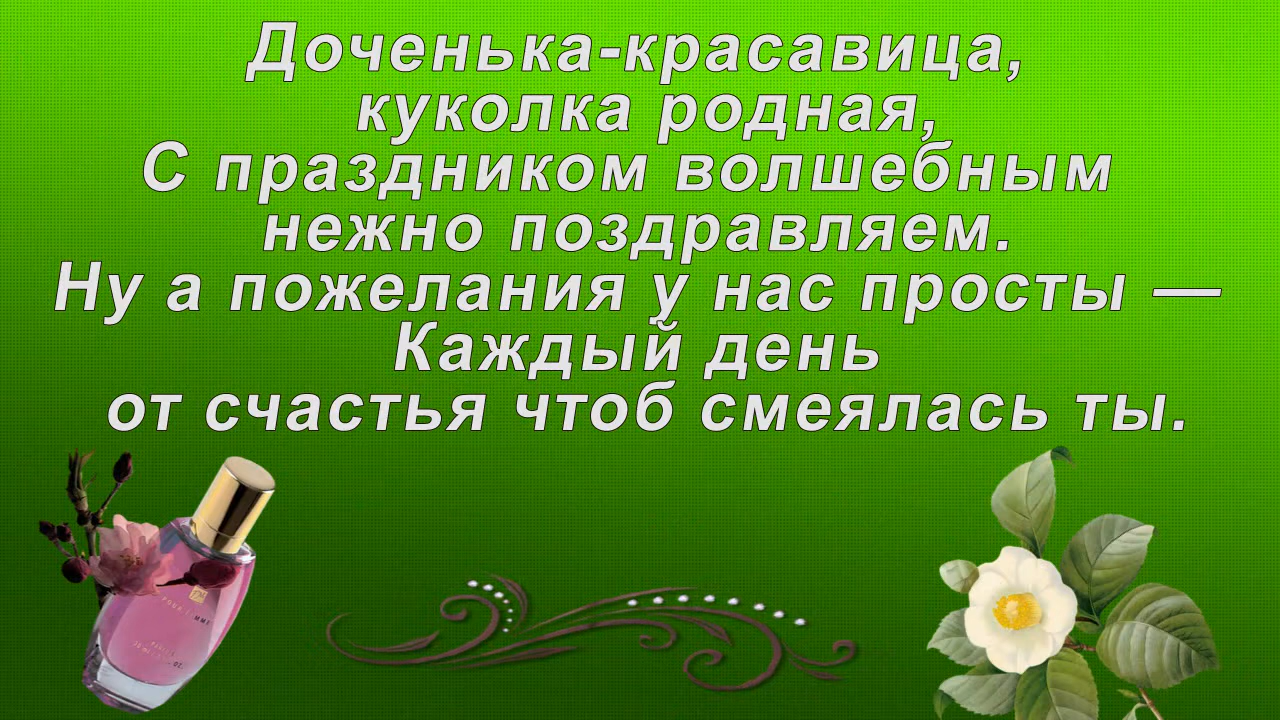 Доченька-красавица,
куколка родная,
С праздником волшебным
нежно поздравляем.
Ну а пожелания у нас просты —
Каждый день
от счастья чтоб смеялась ты.